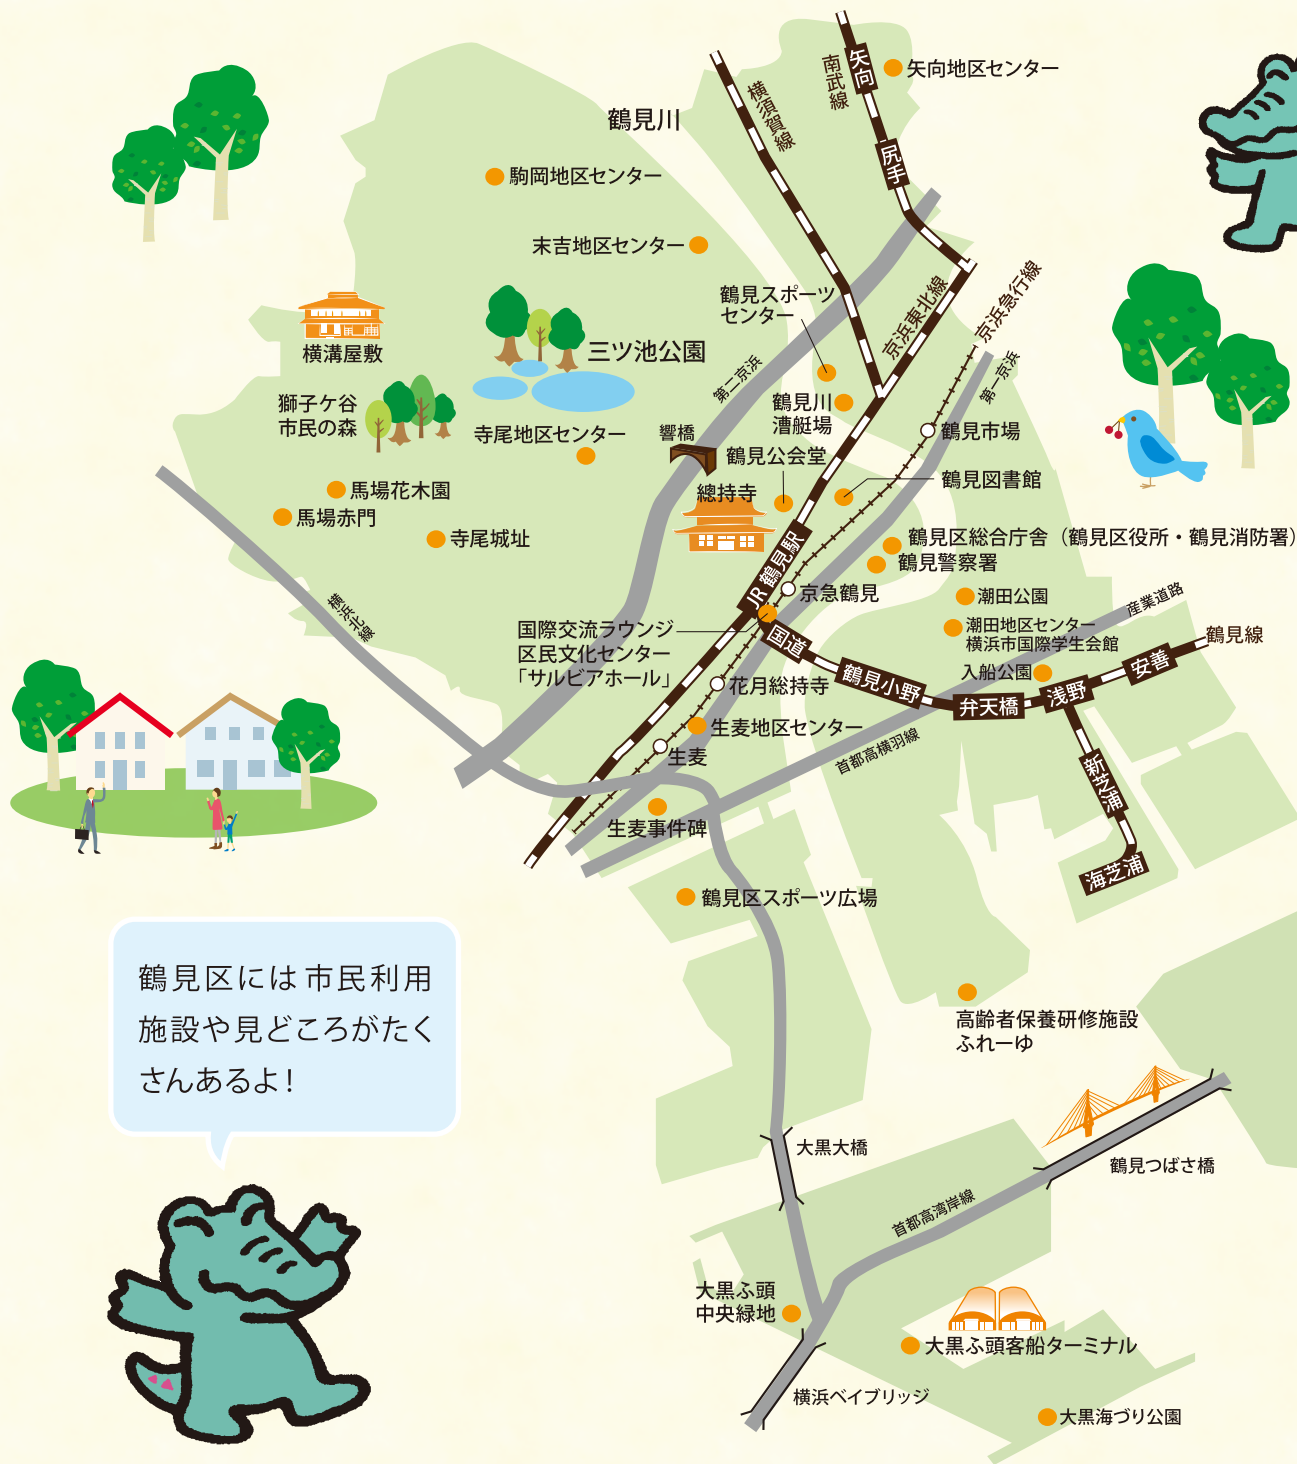 矢向地区センター
南武線
矢向
横須賀線
鶴見川
尻手
駒岡地区センター
末吉地区センター
鶴見スポーツ
センター
京浜東北線
京浜急行線
横溝屋敷
三ツ池公園
第二京浜
第一京浜
獅子ケ谷
市民の森
鶴見川
漕艇場
寺尾地区センター
響橋
鶴見市場
鶴見公会堂
鶴見図書館
馬場花木園
總持寺
馬場赤門
寺尾城址
鶴見区総合庁舎（鶴見区役所・鶴見消防署）
鶴見警察署
JR 鶴見駅
京急鶴見
潮田公園
産業道路
横浜北線
国際交流ラウンジ
区民文化センター
「サルビアホール」
国道
潮田地区センター
横浜市国際学生会館
鶴見線
入船公園
安善
花月総持寺
鶴見小野
弁天橋
浅野
生麦地区センター
首都高横羽線
生麦
新芝浦
生麦事件碑
海芝浦
鶴見区スポーツ広場
鶴見区には市民利用
施設や見どころがたく
さんあるよ！
高齢者保養研修施設
ふれーゆ
大黒大橋
鶴見つばさ橋
首都高湾岸線
大黒ふ頭
中央緑地
大黒ふ頭客船ターミナル
横浜ベイブリッジ
大黒海づり公園